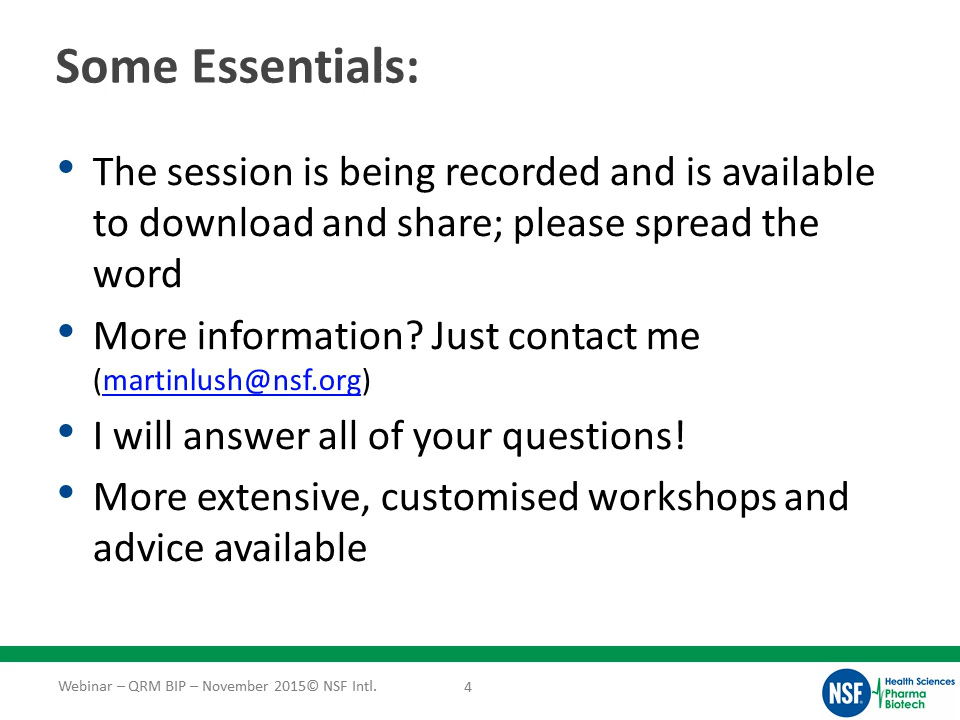 Some Essentials:
• The session is being recorded and is available
to download and share; please spread the
word
• More information? Just contact me
(martinlush@nsf.org)
• I will answer all of your questions!
• More extensive, customised workshops and
advice available
Webinar – QRM BIP – November 2015© NSF Intl.
4
NSF
Health Sciences
Pharma
Biotech